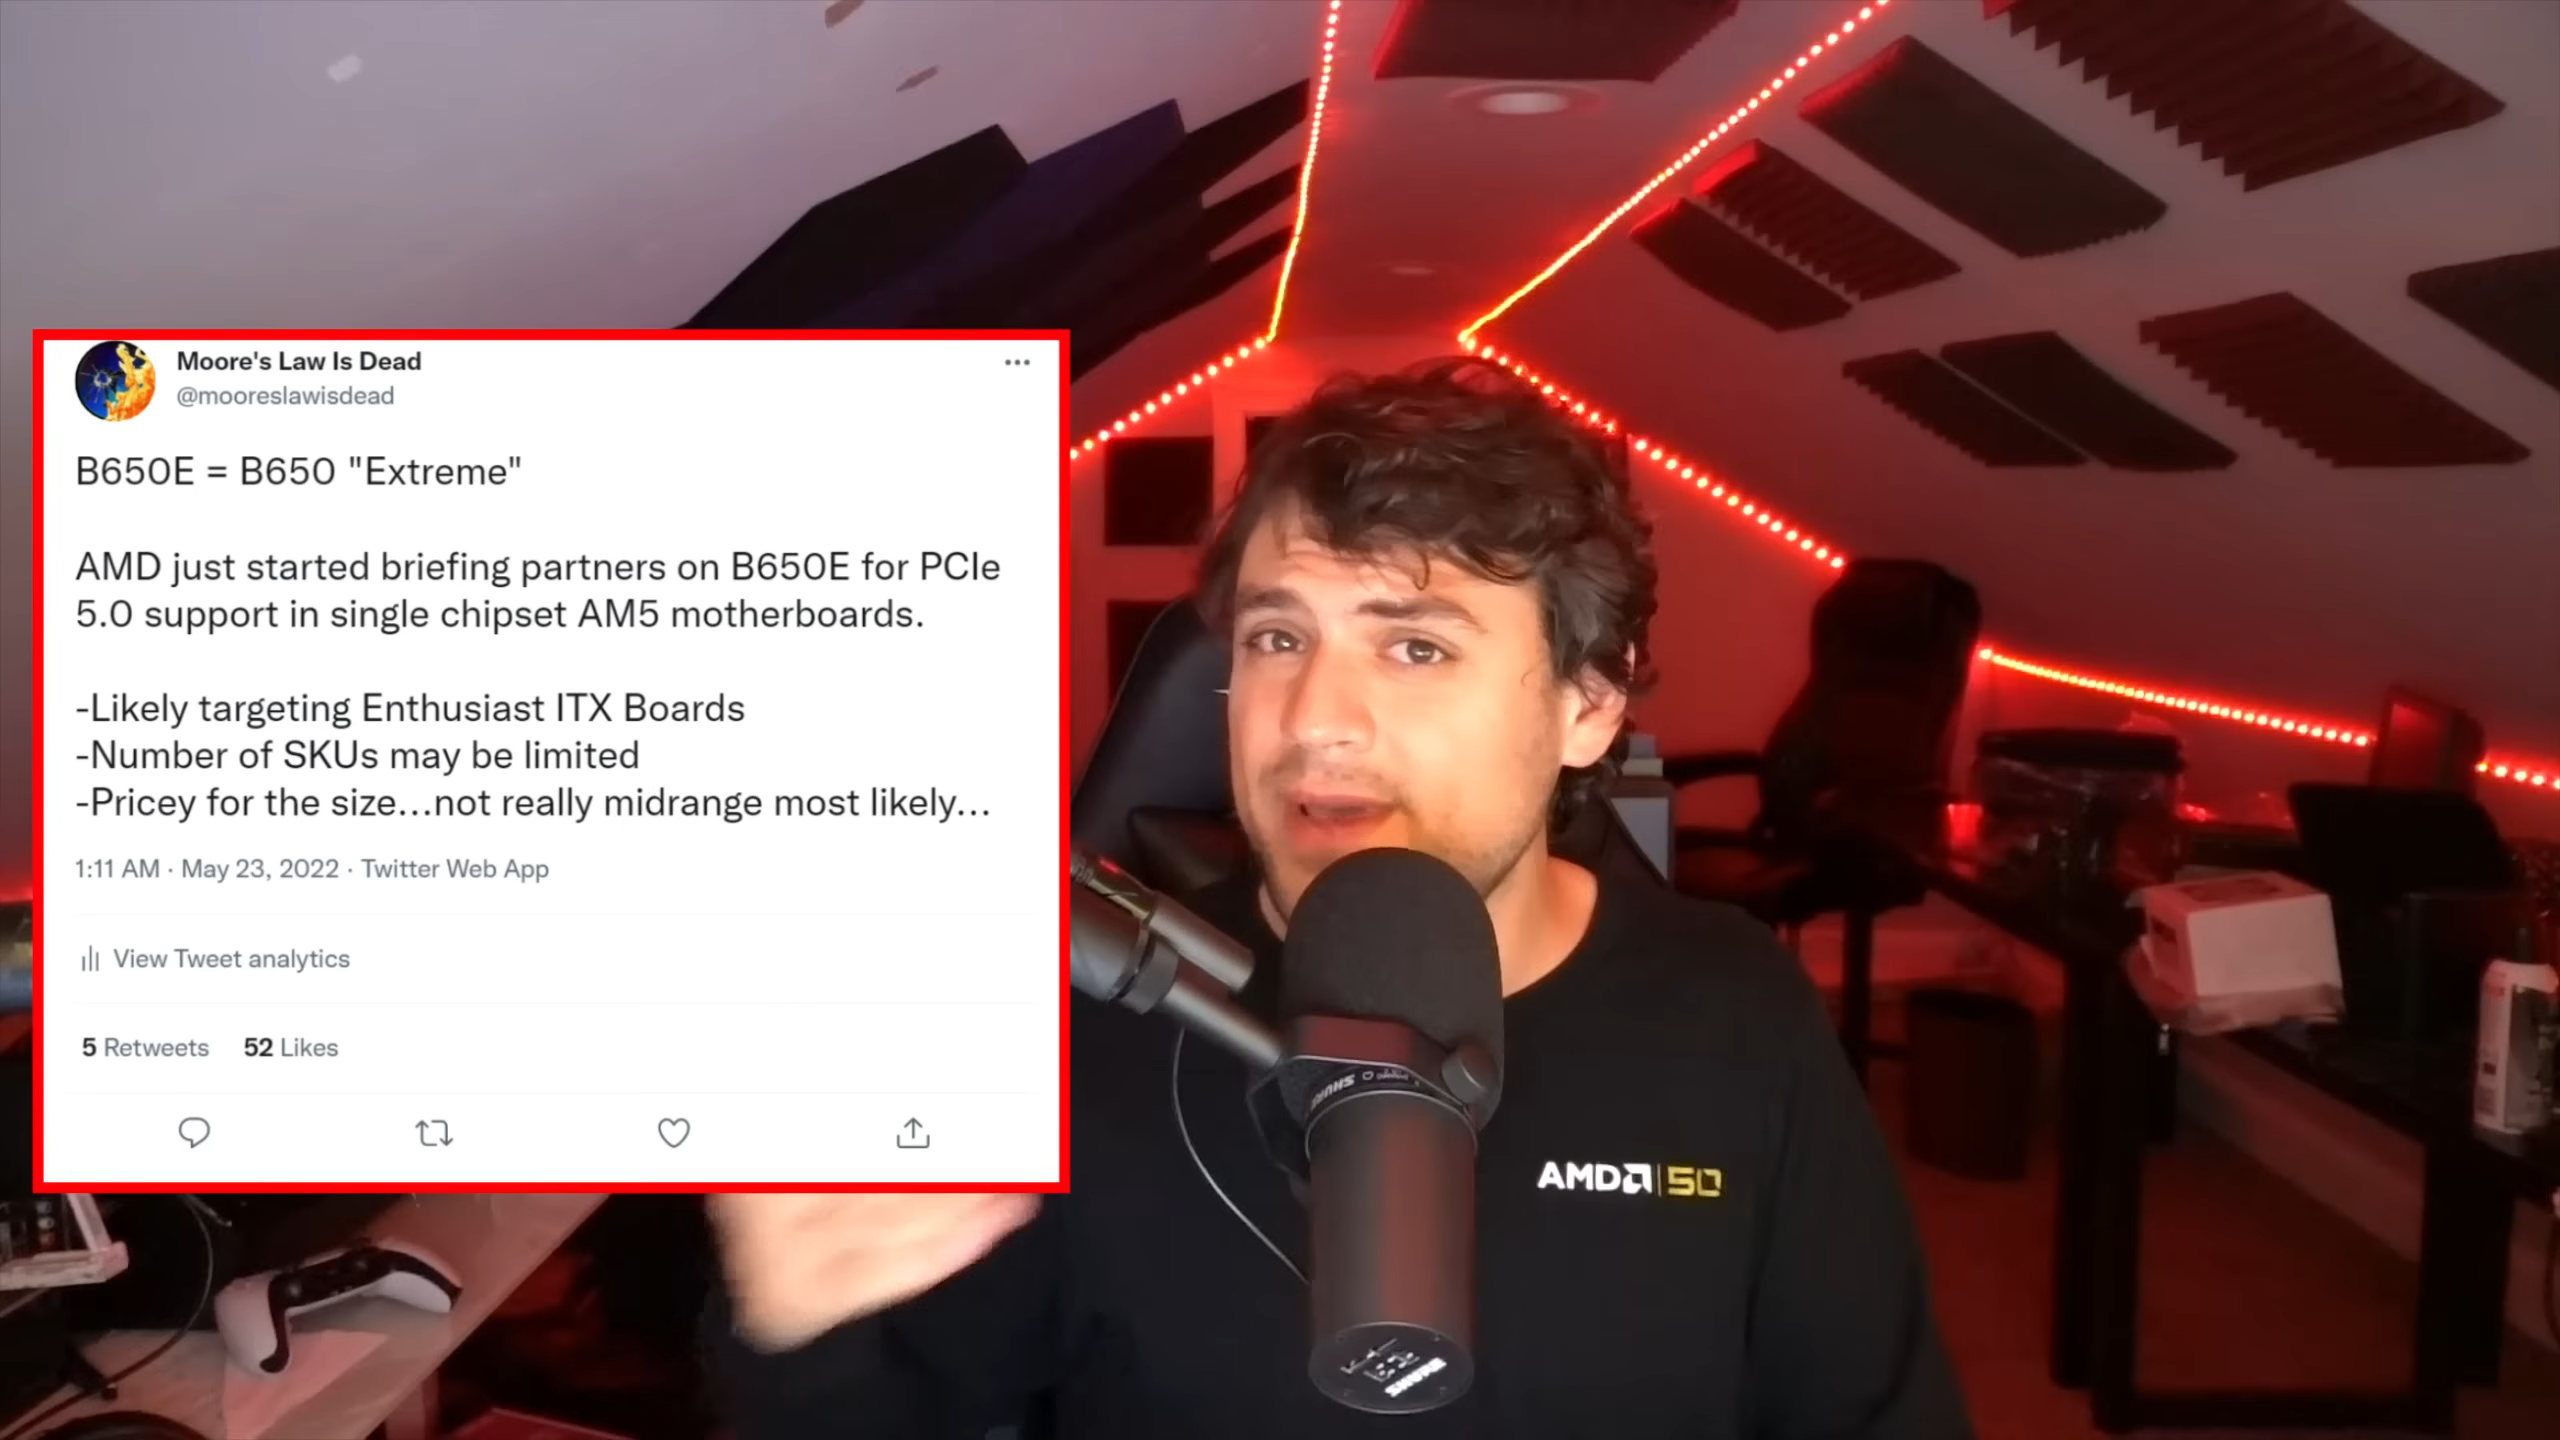 Moore's Law Is Dead
@mooreslawisdead
B650E = B650 "Extreme"
AMD just started briefing partners on B650E for PCIe
5.0 support in single chipset AM5 motherboards.
-Likely targeting Enthusiast ITX Boards
-Number of SKUs may be limited
-Pricey for the size...not really midrange most likely...
1:11 AM · May 23, 2022 · Twitter Web App
View Tweet analytics
5 Retweets 52 Likes
AMD 50